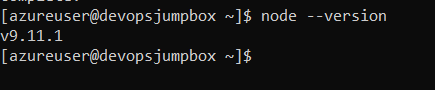 [azureuser@devopsjumpbox ~]$ node --version
v9.11.1
[azureuser@devopsjumpbox ~]$